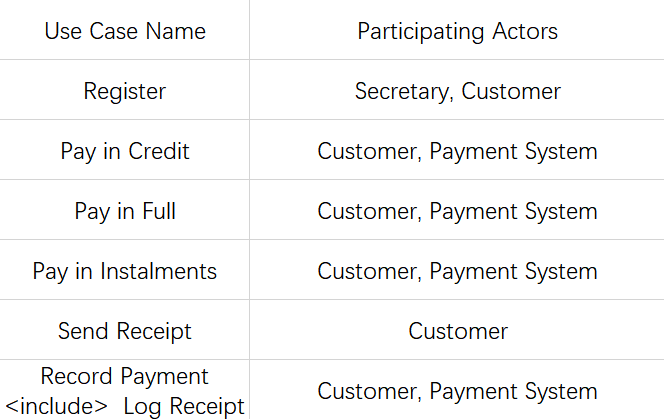 Use Case Name
Participating Actors
Register
Secretary, Customer
Pay in Credit
Customer, Payment System
Pay in Full
Customer, Payment System
Pay in Instalments
Customer, Payment System
Send Receipt
Customer
Record Payment
<include>  Log Receipt
Customer, Payment System